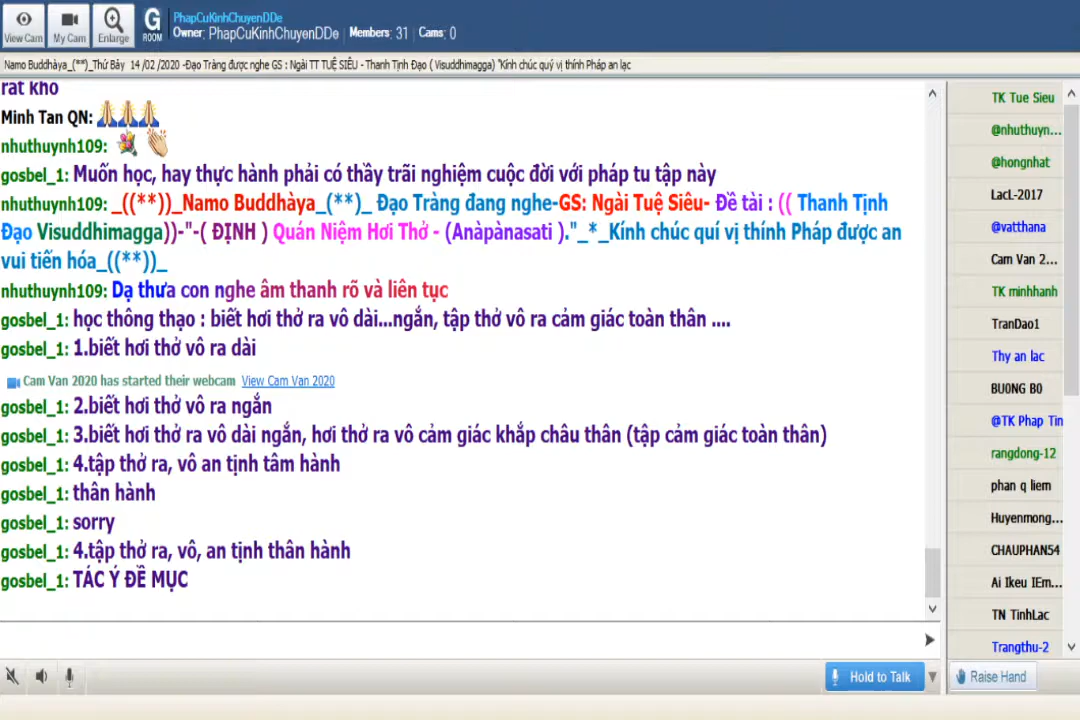 PhapCuKinhChuyenDDe
Owner: PhapCuKinhChuyenDDe Members: 31 Cams: 0
View Cam My Cam Enlarge G ROOM
Namo Buddhàya_(**)_Thứ Bảy 14 /02 /2020 -Đạo Tràng được nghe GS : Ngài TT TUỆ SIÊU - Thanh Tịnh Đạo ( Visuddhimagga) "Kính chúc quý vị thính Pháp an lạc
rat kho
Minh Tan QN:
nhuthuynh109:
gosbel_1: Muốn học, hay thực hành phải có thầy trãi nghiệm cuộc đời với pháp tu tập này
nhuthuynh109: _((**))_Namo Buddhàya_(**)_ Đạo Tràng đang nghe-GS: Ngài Tuệ Siêu- Đề tài : (( Thanh Tịnh
Đạo Visuddhimagga))-"-( ĐỊNH ) Quán Niệm Hơi Thở - (Anàpànasati )."_*_Kính chúc quí vị thính Pháp được an
vui tiến hóa_((**))_
nhuthuynh109: Dạ thưa con nghe âm thanh rõ và liên tục
gosbel_1: học thông thạo : biết hơi thở ra vô dài...ngắn, tập thở vô ra cảm giác toàn thân ....
gosbel_1: 1.biết hơi thở vô ra dài
Cam Van 2020 has started their webcam View Cam Van 2020
gosbel_1: 2.biết hơi thở vô ra ngắn
gosbel_1: 3.biết hơi thở ra vô dài ngắn, hơi thở ra vô cảm giác khắp châu thân (tập cảm giác toàn thân)
gosbel_1: 4.tập thở ra, vô an tịnh tâm hành
gosbel_1: thân hành
gosbel_1: sorry
gosbel_1: 4.tập thở ra, vô, an tịnh thân hành
gosbel_1: TÁC Ý ĐỀ MỤC
TK Tue Sieu
@nhuthuyn...
@hongnhat
LacL-2017
@vatthana
Cam Van 2...
TK minhhanh
TranDao1
Thy an lac
BUONG BO
@TK Phap Tin
rangdong-12
phan q liem
Huyenmong...
CHAUPHAN54
Ai Ikeu IEm...
TN TinhLac
Trangthu-2
Hold to Talk
Raise Hand